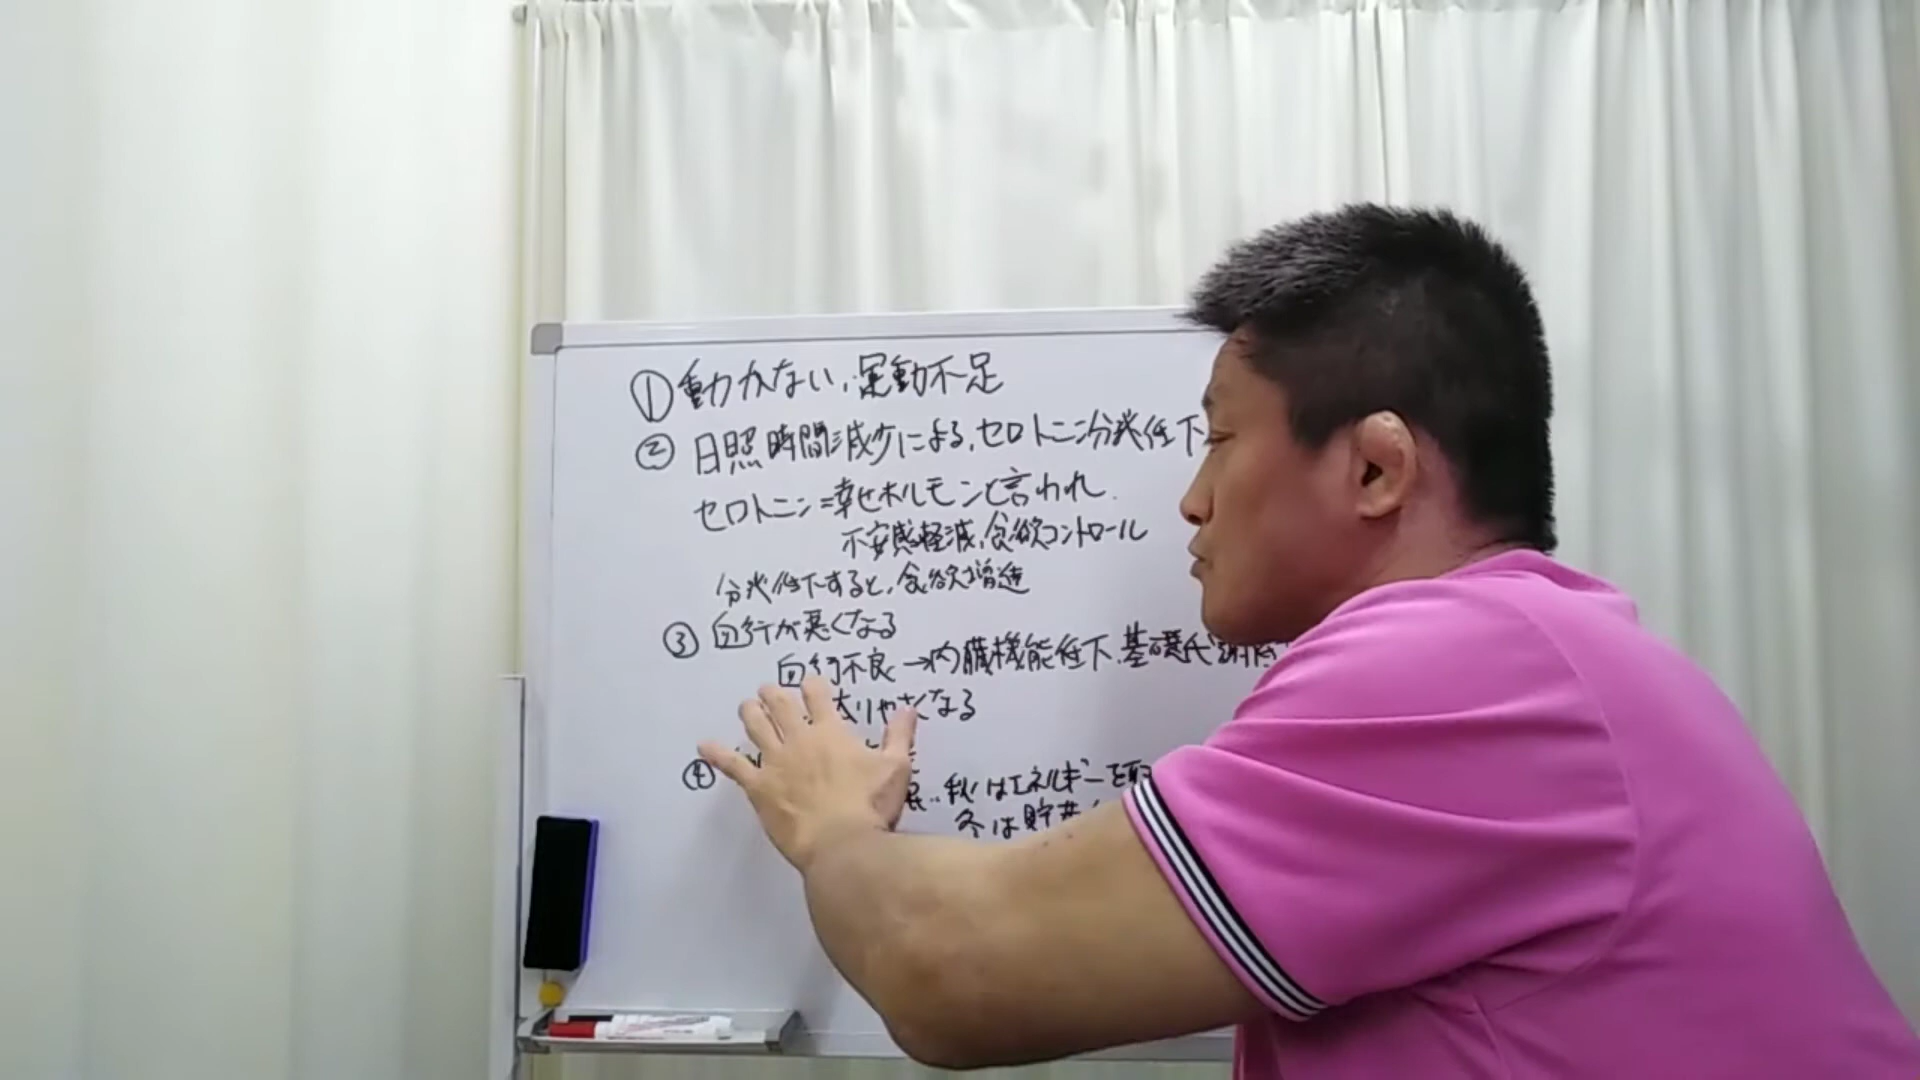 ①動かない、運動不足
②日照時間減少による、セロトニン分泌低下
セロトニン=幸せホルモンと言われ
不安感軽減、食欲コントロール
分泌低下すると、食欲増進
③血行が悪くなる
血行不良→内臓機能低下、基礎代謝
太りやすくなる
④
秋はエネルギーを
冬は貯蓄